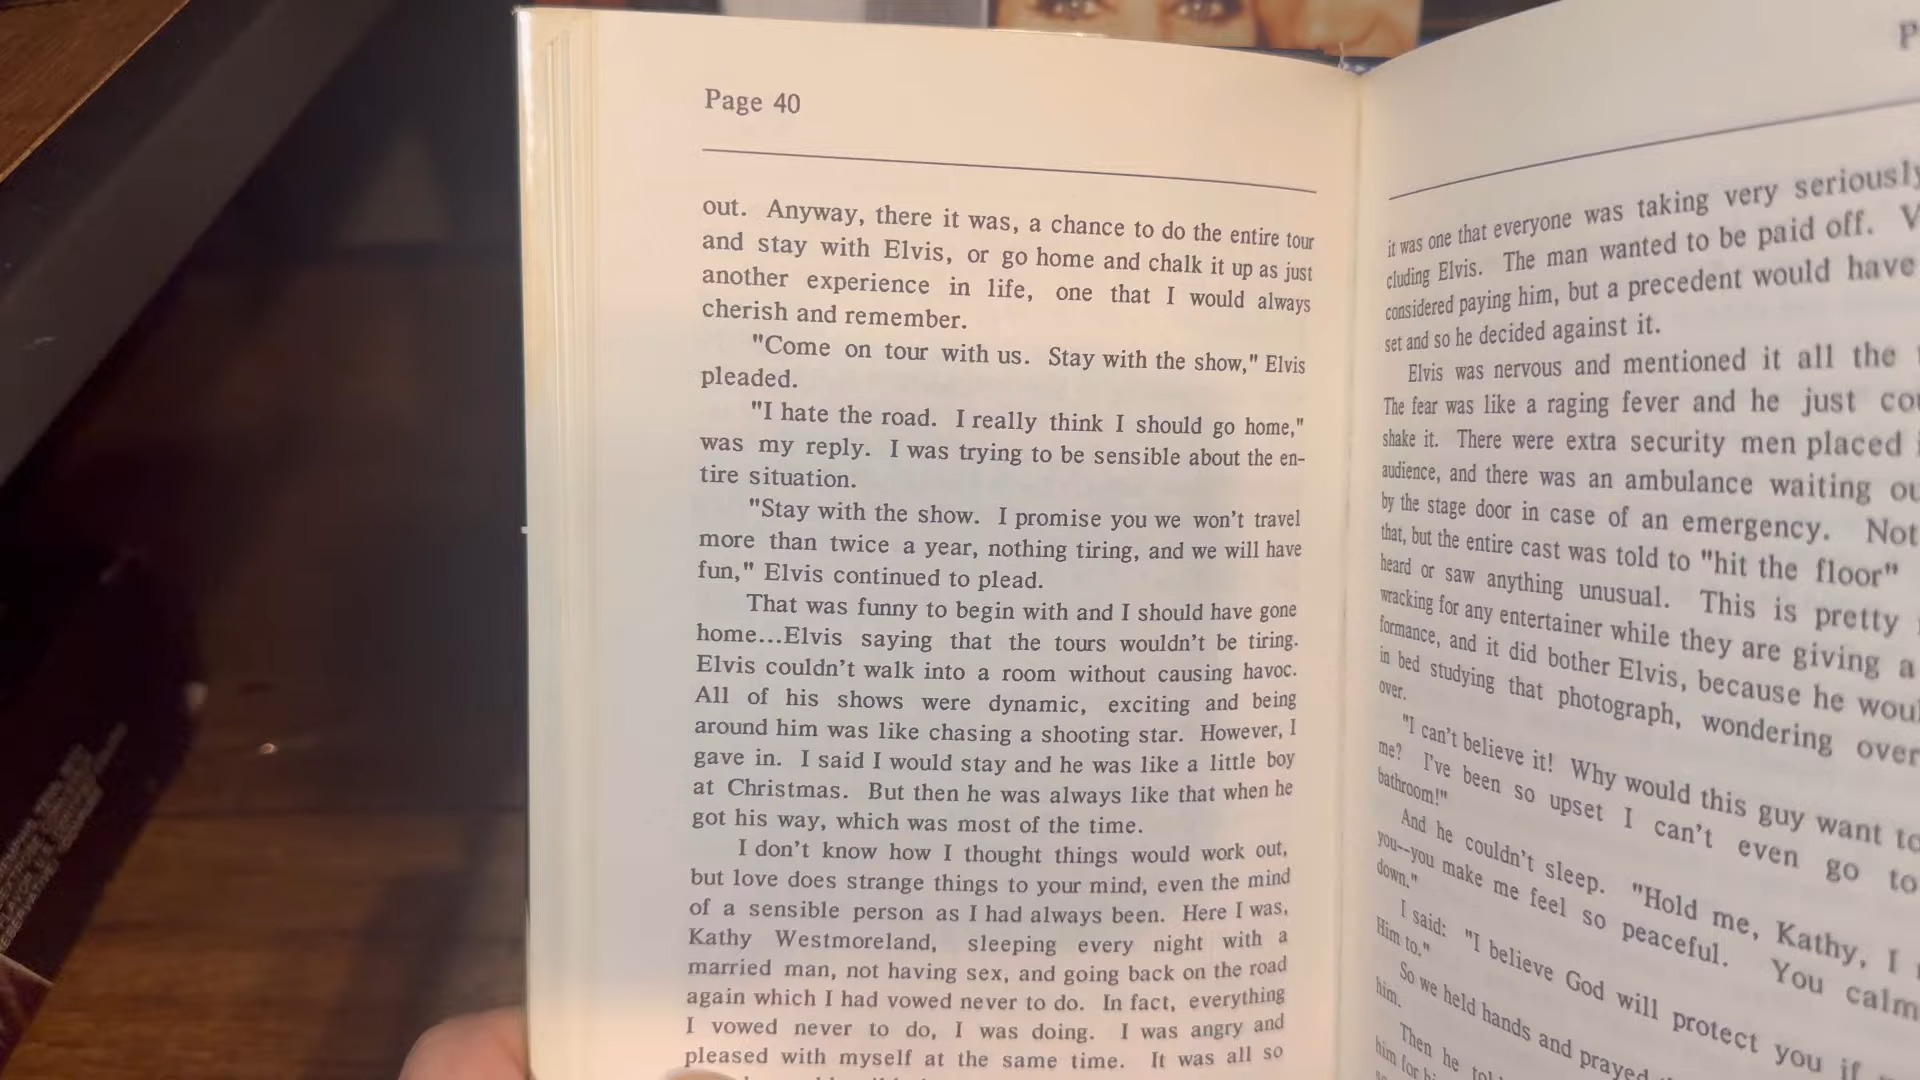 Page 40
out. Anyway, there it was, a chance to do the entire tour
and stay with Elvis, or go home and chalk it up as just
another experience in life, one that I would always
cherish and remember.
"Come on tour with us. Stay with the show," Elvis
pleaded.
"I hate the road. I really think I should go home,"
was my reply. I was trying to be sensible about the en-
tire situation.
"Stay with the show. I promise you we won't travel
more than twice a year, nothing tiring, and we will have
fun," Elvis continued to plead.
That was funny to begin with and I should have gone
home...Elvis saying that the tours wouldn't be tiring.
Elvis couldn't walk into a room without causing havoc.
All of his shows were dynamic, exciting and being
around him was like chasing a shooting star. However, I
gave in. I said I would stay and he was like a little boy
at Christmas. But then he was always like that when he
got his way, which was most of the time.
I don't know how I thought things would work out,
but love does strange things to your mind, even the mind
of a sensible person as I had always been. Here I was,
Kathy Westmoreland, sleeping every night with a
married man, not having sex, and going back on the road
again which I had vowed never to do. In fact, everything
I vowed never to do, I was doing. I was angry and
pleased with myself at the same time. It was all so
it was one that everyone was taking very seriously
cluding Elvis. The man wanted to be paid off.
considered paying him, but a precedent would have
set and so he decided against it.
Elvis was nervous and mentioned it all the
The fear was like a raging fever and he just
shake it. There were extra security men placed
audience, and there was an ambulance waiting
by the stage door in case of an emergency. Not
that, but the entire cast was told to "hit the floor"
heard or saw anything unusual. This is pretty
wracking for any entertainer while they are giving a
formance, and it did bother Elvis, because he
in bed studying that photograph, wondering over
over.
"I can't believe it! Why would this guy want
me? I've been so upset I can't even go to
bathroom!"
And he couldn't sleep. "Hold me, Kathy, I
you--you make me feel so peaceful. You calm
down."
I said: "I believe God will protect you if
Him to."
So we held hands and prayed
him.
Then he
him for